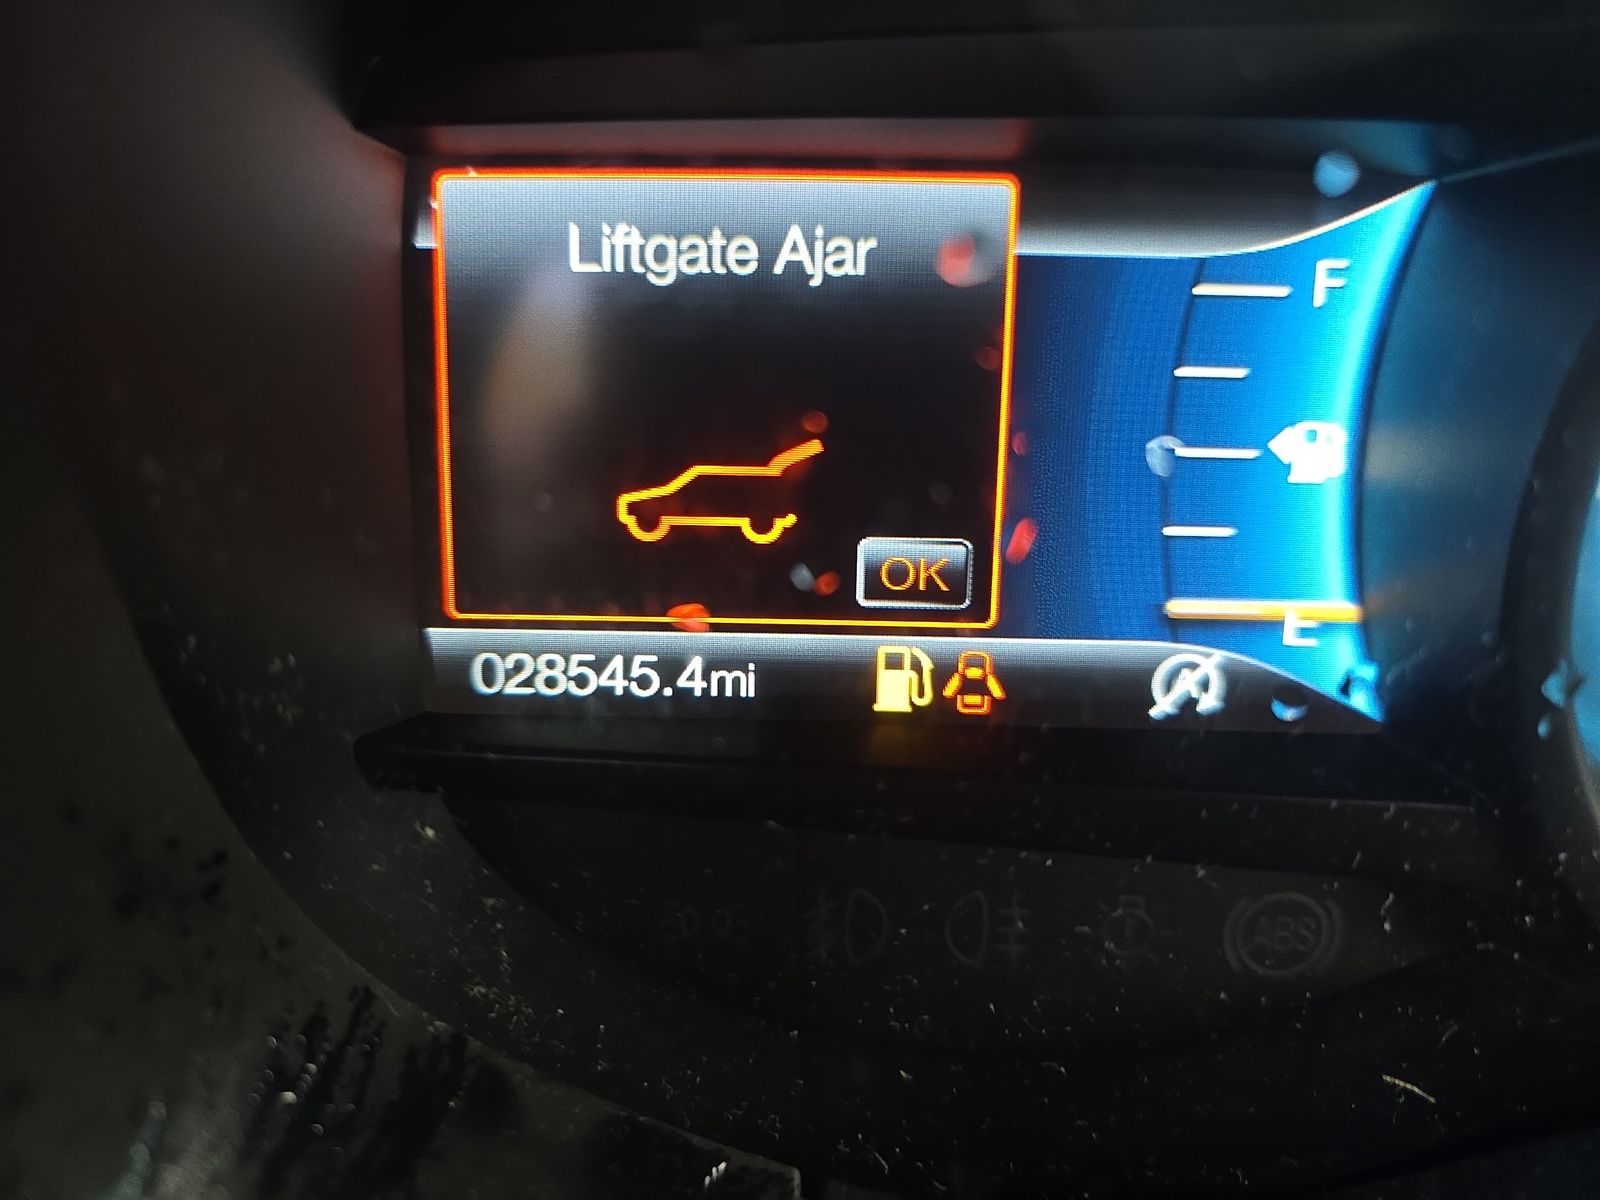 Liftgate Ajar
F
OK
E
028545.4mi
A
ABS